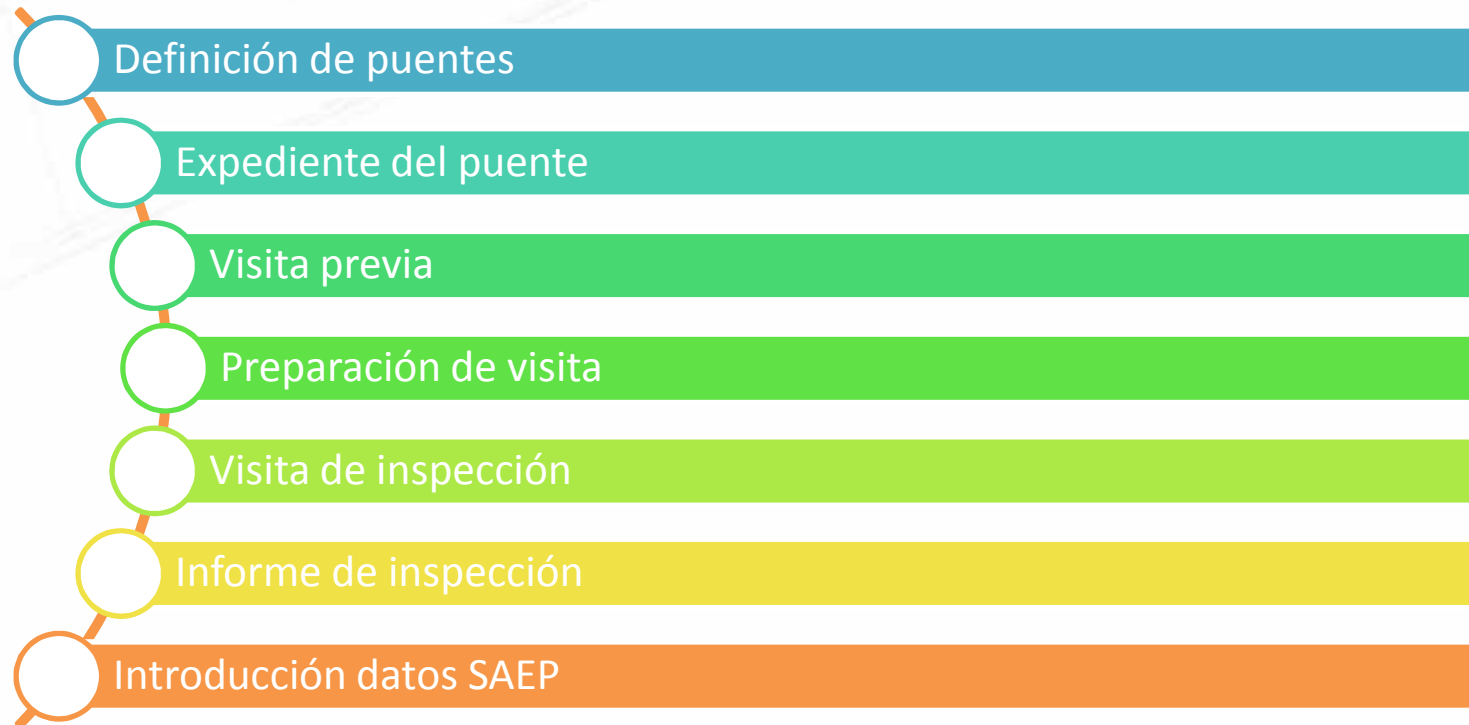 Definición de puentes
Expediente del puente
Visita previa
Preparación de visita
Visita de inspección
Informe de inspección
Introducción datos SAEP